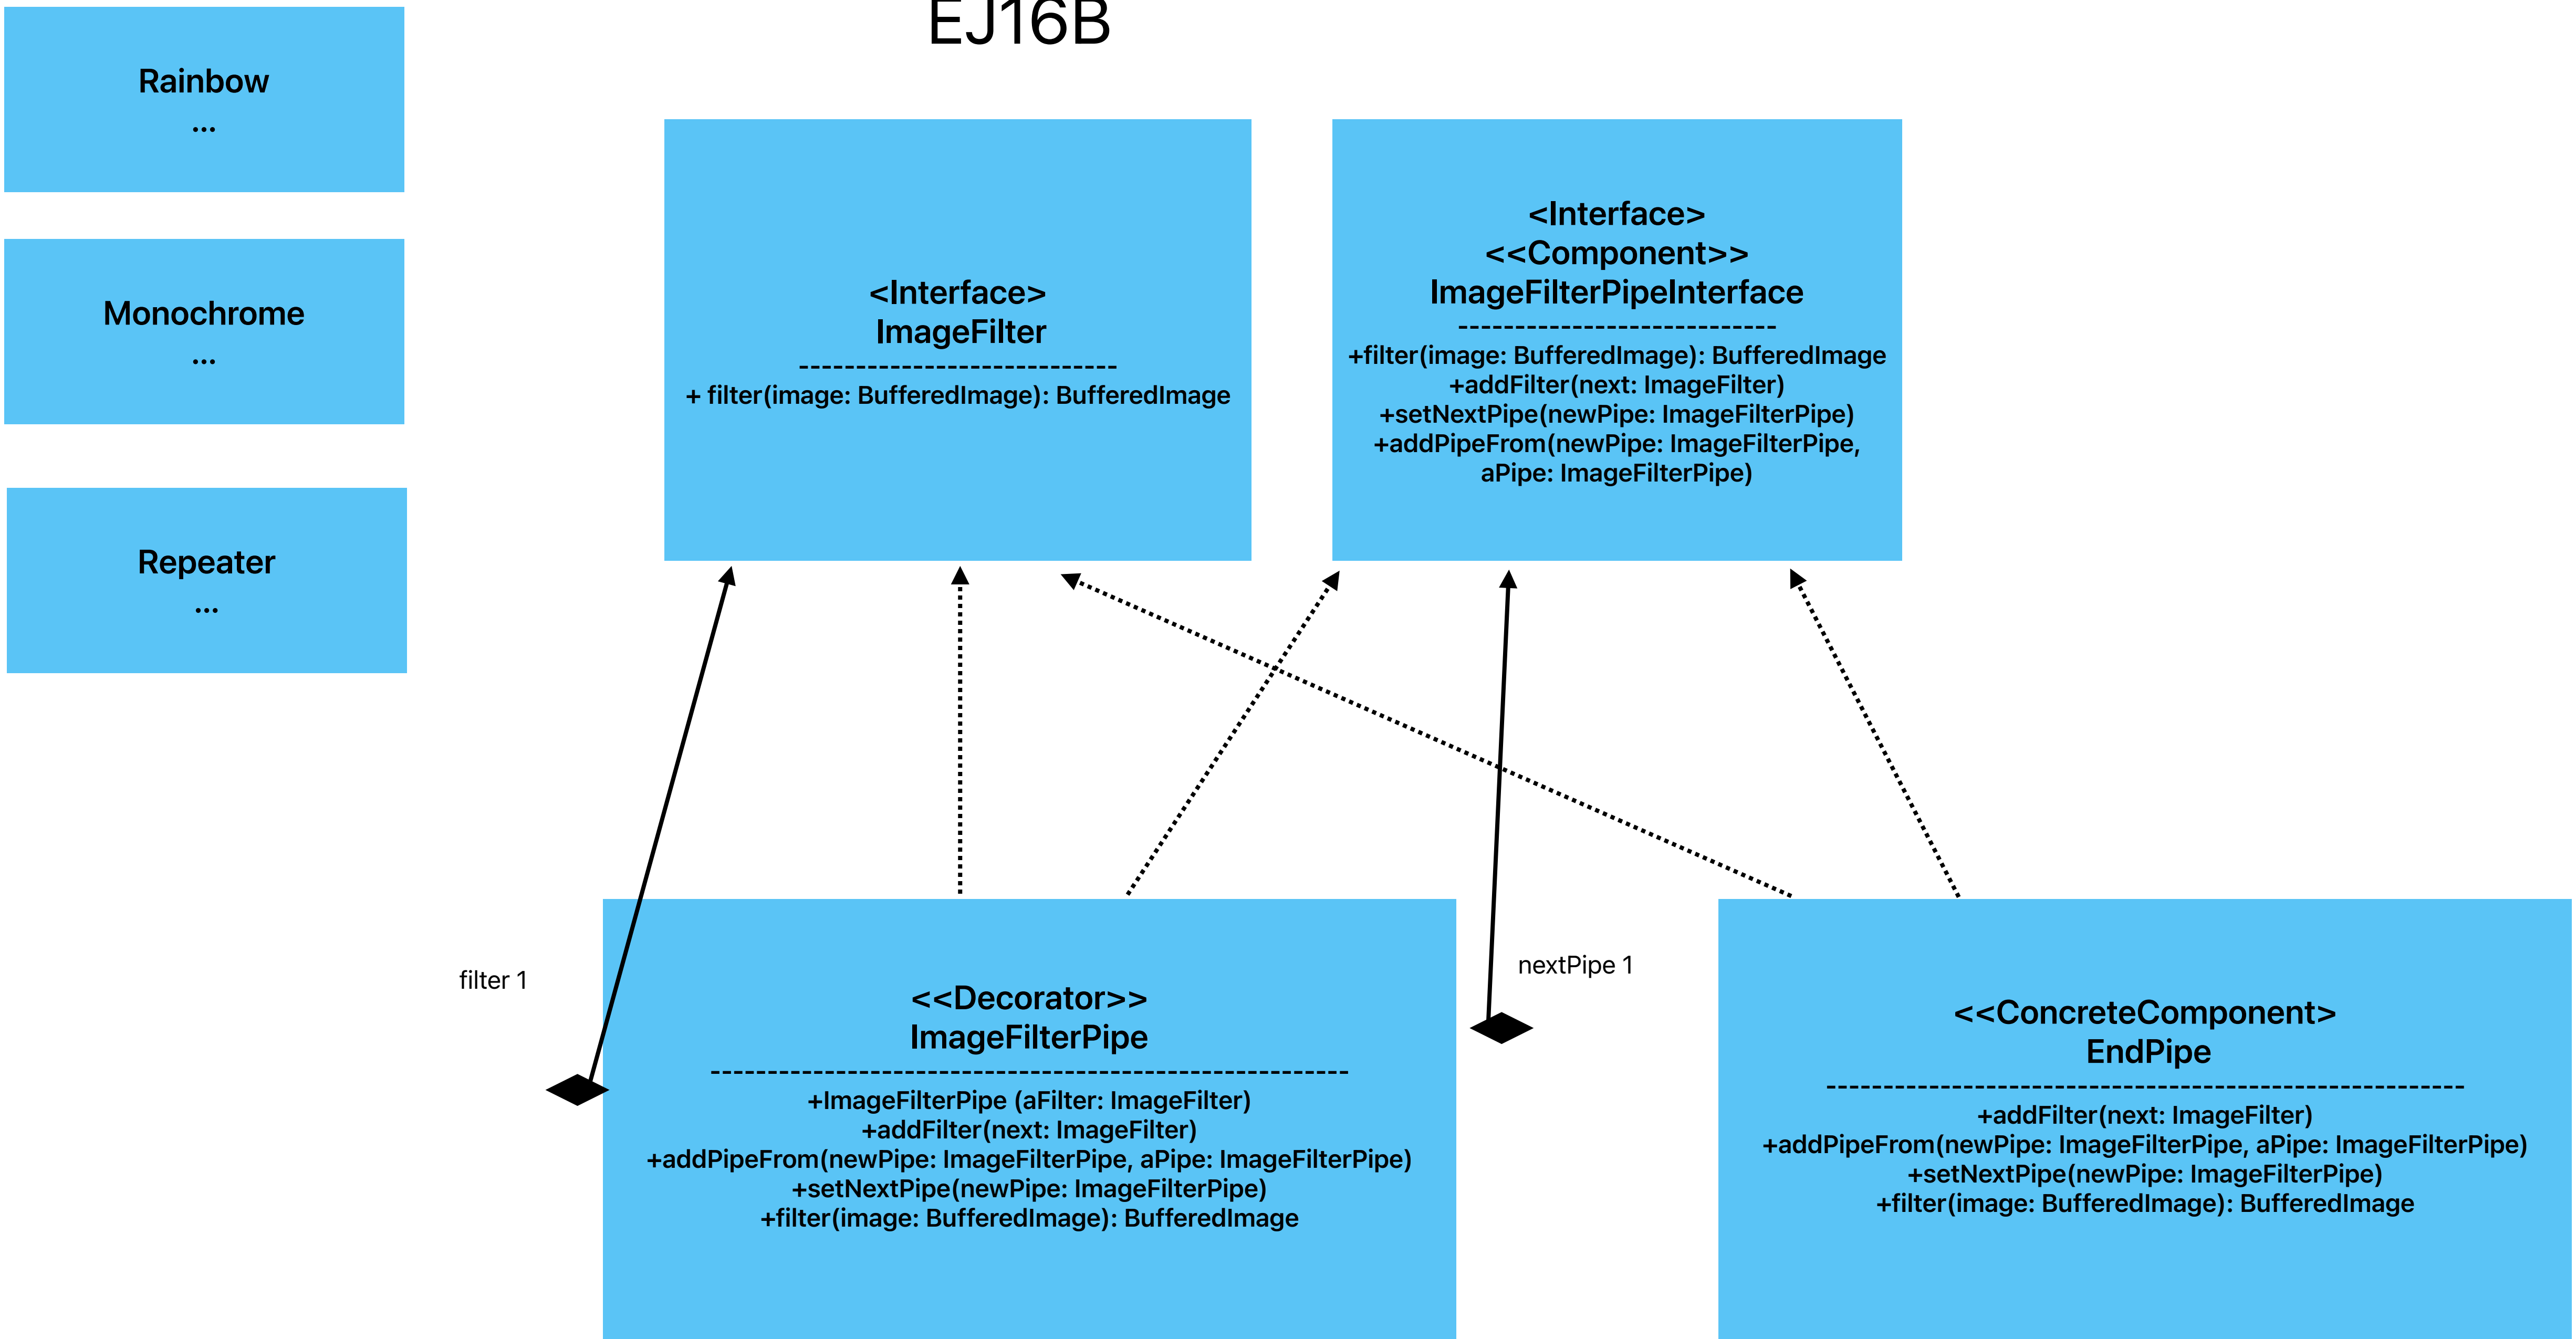 EJ16B
Rainbow
...
Monochrome
...
Repeater
...
<Interface>
ImageFilter
----------------------------
+ filter(image: BufferedImage): BufferedImage
<Interface>
<<Component>>
ImageFilterPipeInterface
----------------------------
+filter(image: BufferedImage): BufferedImage
+addFilter(next: ImageFilter)
+setNextPipe(newPipe: ImageFilterPipe)
+addPipeFrom(newPipe: ImageFilterPipe,
aPipe: ImageFilterPipe)
filter 1
<<Decorator>>
ImageFilterPipe
--------------------------------------------------------
+ImageFilterPipe (aFilter: ImageFilter)
+addFilter(next: ImageFilter)
+addPipeFrom(newPipe: ImageFilterPipe, aPipe: ImageFilterPipe)
+setNextPipe(newPipe: ImageFilterPipe)
+filter(image: BufferedImage): BufferedImage
nextPipe 1
<<ConcreteComponent>
EndPipe
--------------------------------------------------------
+addFilter(next: ImageFilter)
+addPipeFrom(newPipe: ImageFilterPipe, aPipe: ImageFilterPipe)
+setNextPipe(newPipe: ImageFilterPipe)
+filter(image: BufferedImage): BufferedImage